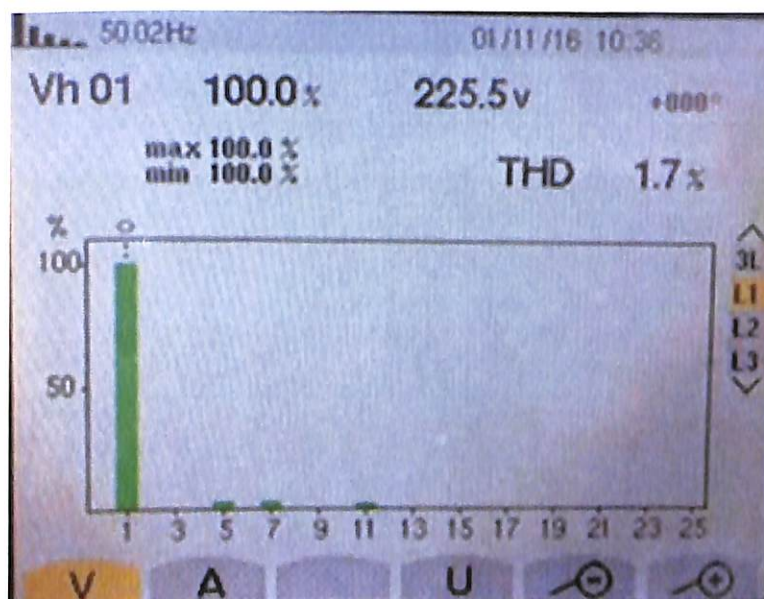 50.02Hz 01/11/16 10:36
Vh 01 100.0 % 225.5 v +000°
max 100.0 %
min 100.0 %
THD 1.7 %
%
100
50
3L
L1
L2
L3
1 3 5 7 9 11 13 15 17 19 21 23 25
V A U